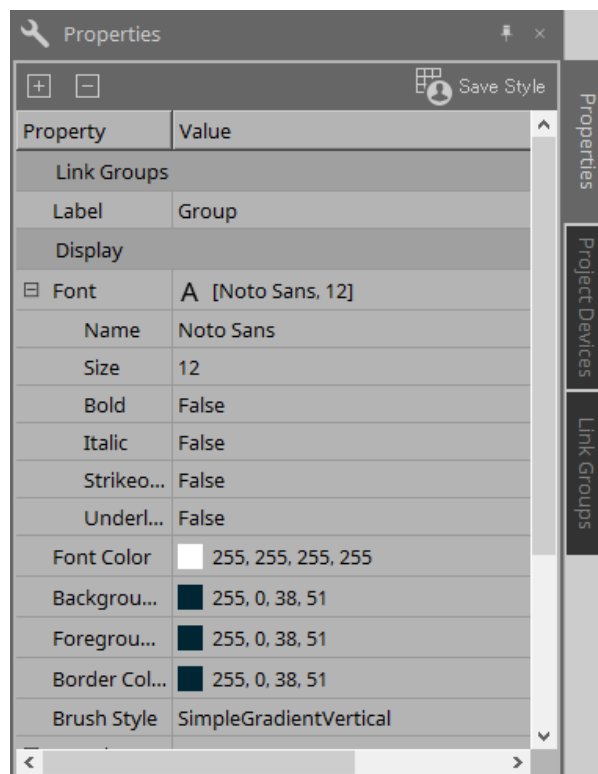 Properties
Save Style
Property Value
Link Groups
Label Group
Display
Font A [Noto Sans, 12]
Name Noto Sans
Size 12
Bold False
Italic False
Strikeo... False
Underl... False
Font Color 255, 255, 255, 255
Backgrou... 255, 0, 38, 51
Foregrou... 255, 0, 38, 51
Border Col... 255, 0, 38, 51
Brush Style SimpleGradientVertical
Properties
Project Devices
Link Groups